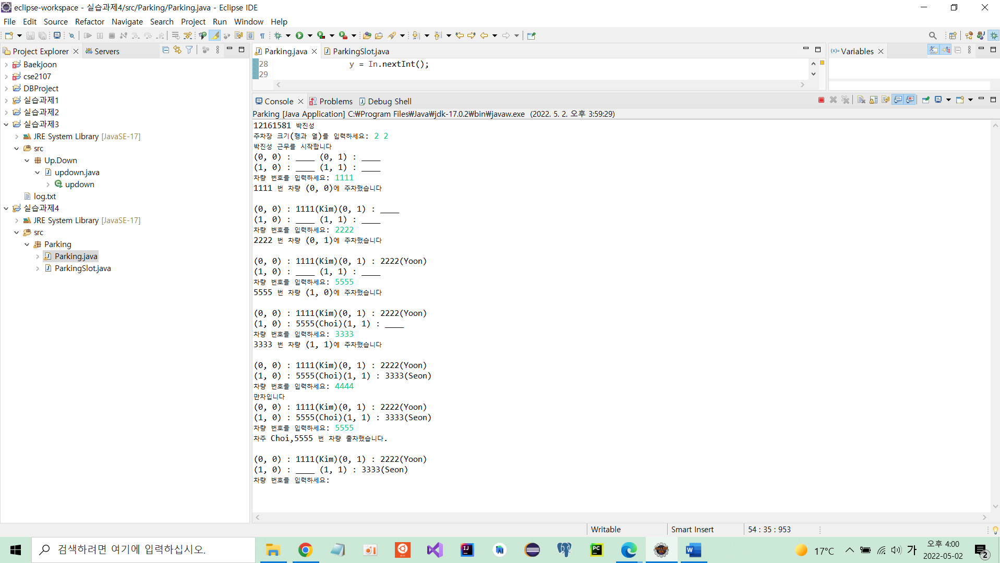 eclipse-workspace - 실습과제4/src/Parking/Parking.java - Eclipse IDE
File Edit Source Refactor Navigate Search Project Run Window Help
Project Explorer Servers
Baekjoon
cse2107
DBProject
실습과제1
실습과제2
실습과제3
JRE System Library [JavaSE-17]
src
Up.Down
updown.java
updown
log.txt
실습과제4
JRE System Library [JavaSE-17]
src
Parking
Parking.java
ParkingSlot.java
Parking.java ParkingSlot.java
28 y = In.nextInt();
29
(x)= Variables
Console Problems Debug Shell
Parking [Java Application] C:₩Program Files₩Java₩jdk-17.0.2₩bin₩javaw.exe (2022. 5. 2. 오후 3:59:29)
12161581 박진성
주차장 크기(행과 열)를 입력하세요: 2 2
박진성 근무를 시작합니다
(0, 0) : ____ (0, 1) : ____
(1, 0) : ____ (1, 1) : ____
차량 번호를 입력하세요: 1111
1111 번 차량 (0, 0)에 주차했습니다
(0, 0) : 1111(Kim)(0, 1) : ____
(1, 0) : ____ (1, 1) : ____
차량 번호를 입력하세요: 2222
2222 번 차량 (0, 1)에 주차했습니다
(0, 0) : 1111(Kim)(0, 1) : 2222(Yoon)
(1, 0) : ____ (1, 1) : ____
차량 번호를 입력하세요: 5555
5555 번 차량 (1, 0)에 주차했습니다
(0, 0) : 1111(Kim)(0, 1) : 2222(Yoon)
(1, 0) : 5555(Choi)(1, 1) : ____
차량 번호를 입력하세요: 3333
3333 번 차량 (1, 1)에 주차했습니다
(0, 0) : 1111(Kim)(0, 1) : 2222(Yoon)
(1, 0) : 5555(Choi)(1, 1) : 3333(Seon)
차량 번호를 입력하세요: 4444
만차입니다
(0, 0) : 1111(Kim)(0, 1) : 2222(Yoon)
(1, 0) : 5555(Choi)(1, 1) : 3333(Seon)
차량 번호를 입력하세요: 5555
차주 Choi,5555 번 차량 출차했습니다.
(0, 0) : 1111(Kim)(0, 1) : 2222(Yoon)
(1, 0) : ____ (1, 1) : 3333(Seon)
차량 번호를 입력하세요:
Writable Smart Insert 54 : 35 : 953
검색하려면 여기에 입력하십시오.
17°C 가 오후 4:00
2022-05-02
2